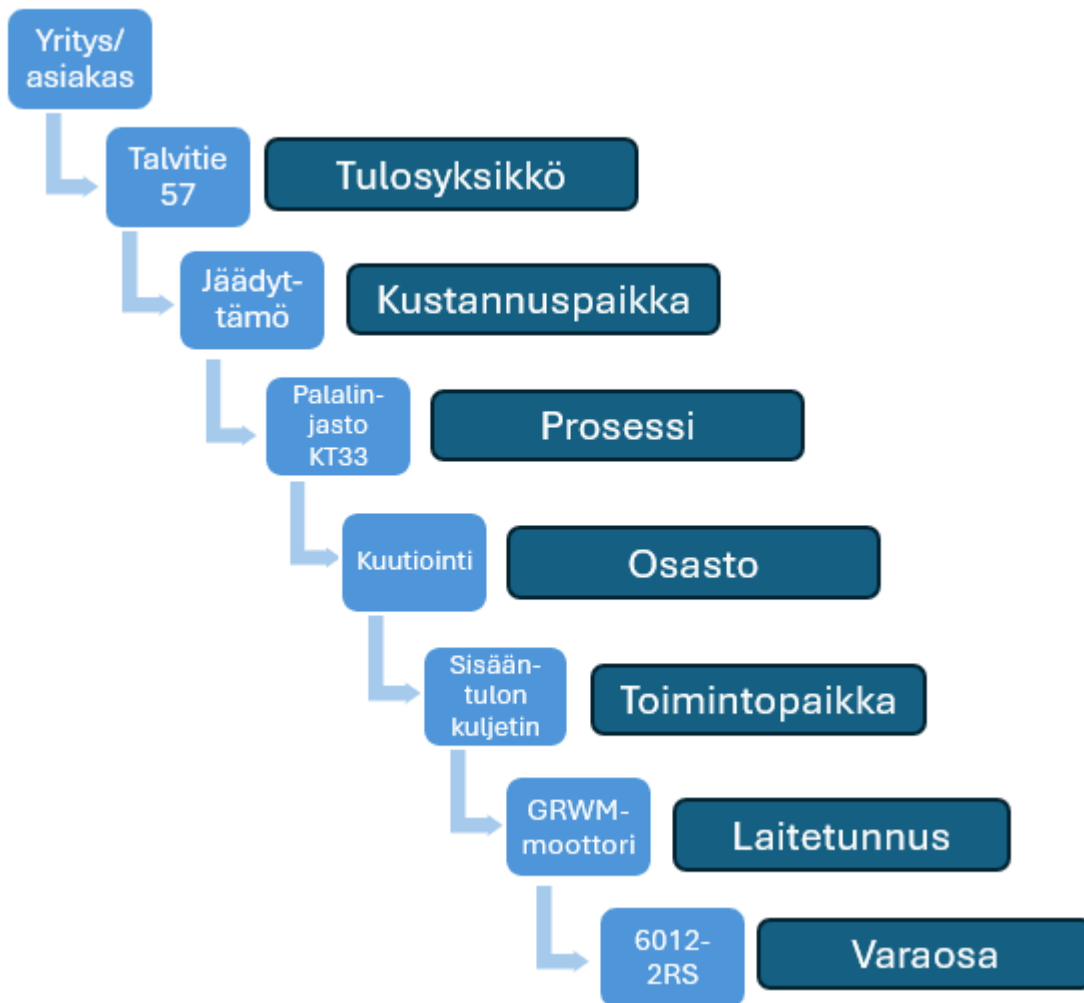 Yritys/
asiakas
Talvitie
57
Tulosyksikkö
Jäädyt-
tämö
Kustannuspaikka
Palalin-
jasto
KT33
Prosessi
Kuutiointi
Osasto
Sisään-
tulon
kuljetin
Toimintopaikka
GRWM-
moottori
Laitetunnus
6012-
2RS
Varaosa